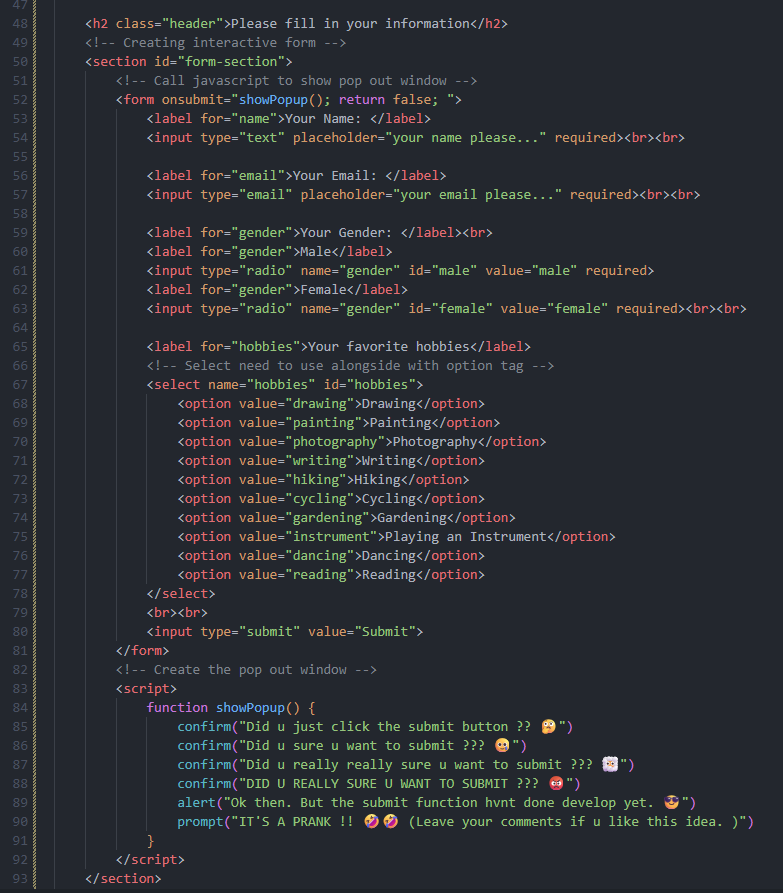 47
48 <h2 class="header">Please fill in your information</h2>
49 <!-- Creating interactive form -->
50 <section id="form-section">
51 <!-- Call javascript to show pop out window -->
52 <form onsubmit="showPopup(); return false; ">
53 <label for="name">Your Name: </label>
54 <input type="text" placeholder="your name please..." required><br><br>
55
56 <label for="email">Your Email: </label>
57 <input type="email" placeholder="your email please..." required><br><br>
58
59 <label for="gender">Your Gender: </label><br>
60 <label for="gender">Male</label>
61 <input type="radio" name="gender" id="male" value="male" required>
62 <label for="gender">Female</label>
63 <input type="radio" name="gender" id="female" value="female" required><br><br>
64
65 <label for="hobbies">Your favorite hobbies</label>
66 <!-- Select need to use alongside with option tag -->
67 <select name="hobbies" id="hobbies">
68 <option value="drawing">Drawing</option>
69 <option value="painting">Painting</option>
70 <option value="photography">Photography</option>
71 <option value="writing">Writing</option>
72 <option value="hiking">Hiking</option>
73 <option value="cycling">Cycling</option>
74 <option value="gardening">Gardening</option>
75 <option value="instrument">Playing an Instrument</option>
76 <option value="dancing">Dancing</option>
77 <option value="reading">Reading</option>
78 </select>
79 <br><br>
80 <input type="submit" value="Submit">
81 </form>
82 <!-- Create the pop out window -->
83 <script>
84 function showPopup() {
85 confirm("Did u just click the submit button ?? 🤔")
86 confirm("Did u sure u want to submit ??? 🤨")
87 confirm("Did u really really sure u want to submit ??? 😶‍🌫️")
88 confirm("DID U REALLY SURE U WANT TO SUBMIT ??? 😡")
89 alert("Ok then. But the submit function hvnt done develop yet. 😎")
90 prompt("IT'S A PRANK !! 🤣🤣 (Leave your comments if u like this idea. )")
91 }
92 </script>
93 </section>